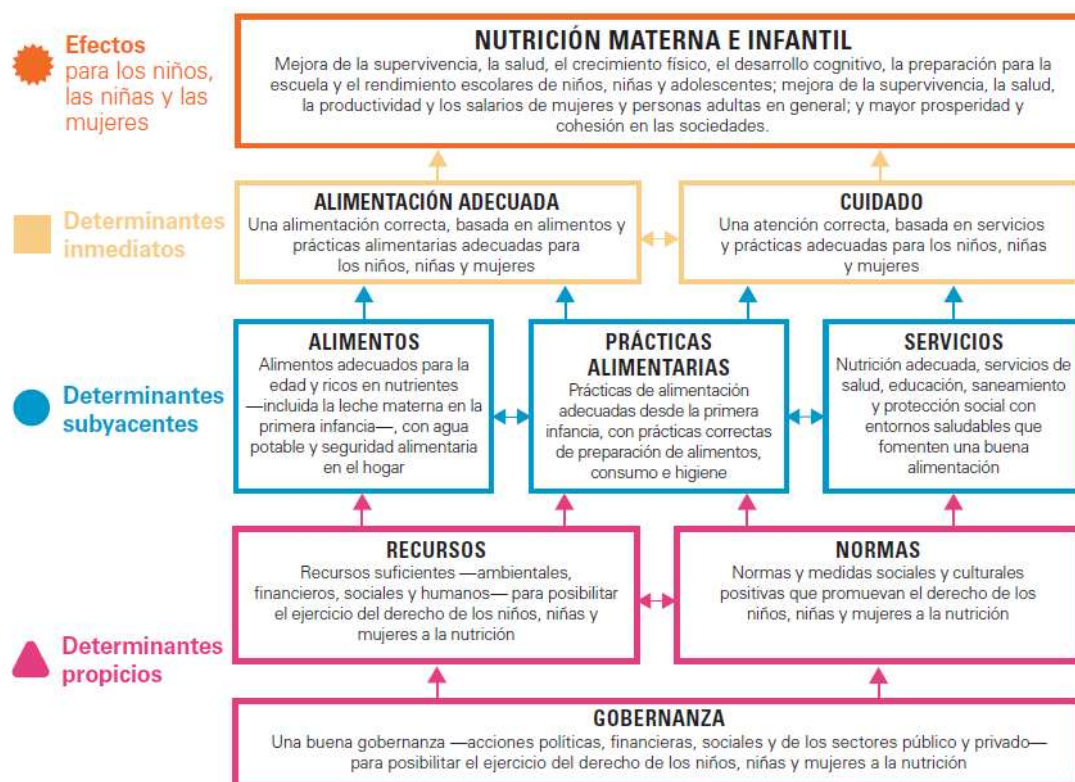 Efectos
para los niños,
las niñas y las
mujeres
NUTRICIÓN MATERNA E INFANTIL
Mejora de la supervivencia, la salud, el crecimiento físico, el desarrollo cognitivo, la preparación para la
escuela y el rendimiento escolares de niños, niñas y adolescentes; mejora de la supervivencia, la salud,
la productividad y los salarios de mujeres y personas adultas en general; y mayor prosperidad y
cohesión en las sociedades.
Determinantes
inmediatos
ALIMENTACIÓN ADECUADA
Una alimentación correcta, basada en alimentos y
prácticas alimentarias adecuadas para
los niños, niñas y mujeres
CUIDADO
Una atención correcta, basada en servicios
y prácticas adecuadas para los niños, niñas
y mujeres
Determinantes
subyacentes
ALIMENTOS
Alimentos adecuados para la
edad y ricos en nutrientes
—incluida la leche materna en la
primera infancia—, con agua
potable y seguridad alimentaria
en el hogar
PRÁCTICAS
ALIMENTARIAS
Prácticas de alimentación
adecuadas desde la primera
infancia, con prácticas correctas
de preparación de alimentos,
consumo e higiene
SERVICIOS
Nutrición adecuada, servicios de
salud, educación, saneamiento
y protección social con
entornos saludables que
fomenten una buena
alimentación
Determinantes
propicios
RECURSOS
Recursos suficientes —ambientales,
financieros, sociales y humanos— para posibilitar
el ejercicio del derecho de los niños, niñas y
mujeres a la nutrición
NORMAS
Normas y medidas sociales y culturales
positivas que promuevan el derecho de los
niños, niñas y mujeres a la nutrición
GOBERNANZA
Una buena gobernanza —acciones políticas, financieras, sociales y de los sectores público y privado—
para posibilitar el ejercicio del derecho de los niños, niñas y mujeres a la nutrición